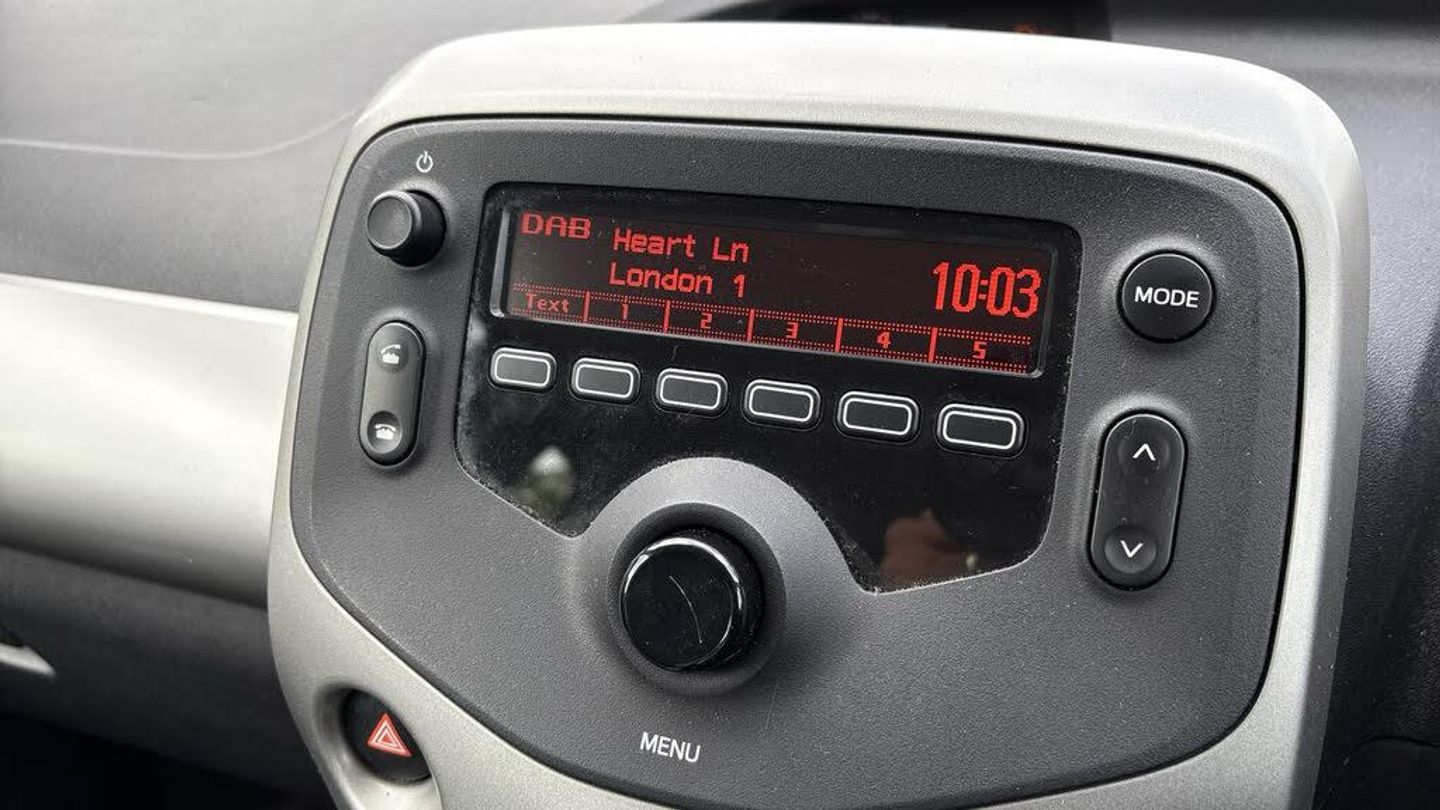 DAB Heart Ln 10:03
London 1
Text 1 2 3 4 5
MODE
MENU